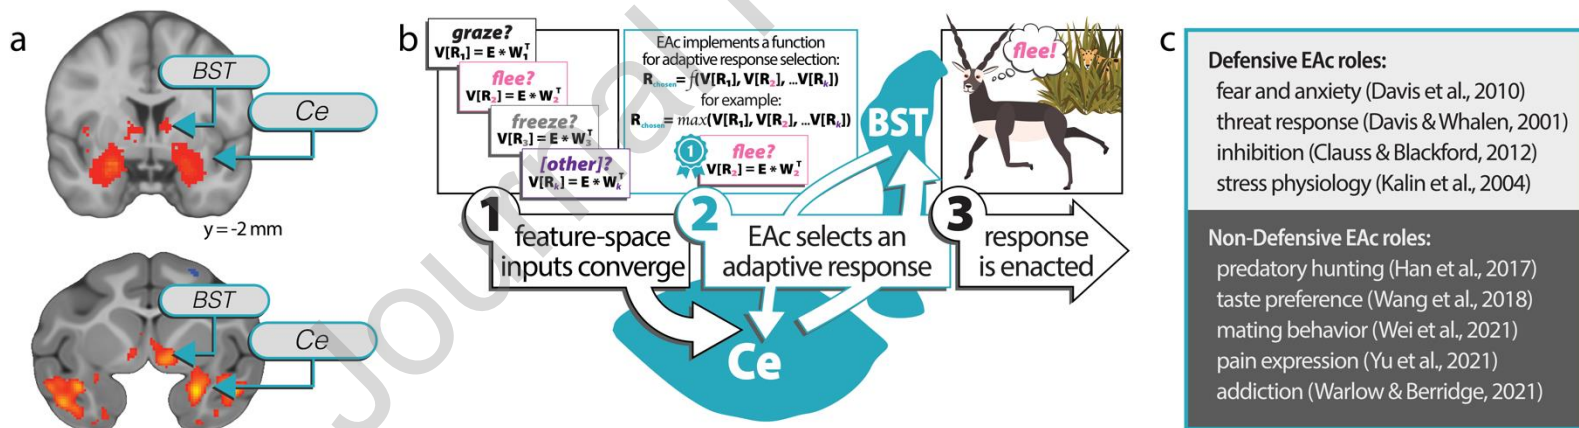 a
BST
Ce
y = -2 mm
BST
Ce
b
graze?
V[R₁] = E * W₁ᵀ
flee?
V[R₂] = E * W₂ᵀ
freeze?
V[R₃] = E * W₃ᵀ
[other]?
V[Rₖ] = E * Wₖᵀ
EAc implements a function
for adaptive response selection:
R chosen = f(V[R₁], V[R₂], ...V[Rₖ])
for example:
R chosen = max(V[R₁], V[R₂], ...V[Rₖ])
1
flee?
V[R₂] = E * W₂ᵀ
BST
flee!
1
feature-space
inputs converge
2
EAc selects an
adaptive response
3
response
is enacted
Ce
c
Defensive EAc roles:
fear and anxiety (Davis et al., 2010)
threat response (Davis & Whalen, 2001)
inhibition (Clauss & Blackford, 2012)
stress physiology (Kalin et al., 2004)
Non-Defensive EAc roles:
predatory hunting (Han et al., 2017)
taste preference (Wang et al., 2018)
mating behavior (Wei et al., 2021)
pain expression (Yu et al., 2021)
addiction (Warlow & Berridge, 2021)
Journal